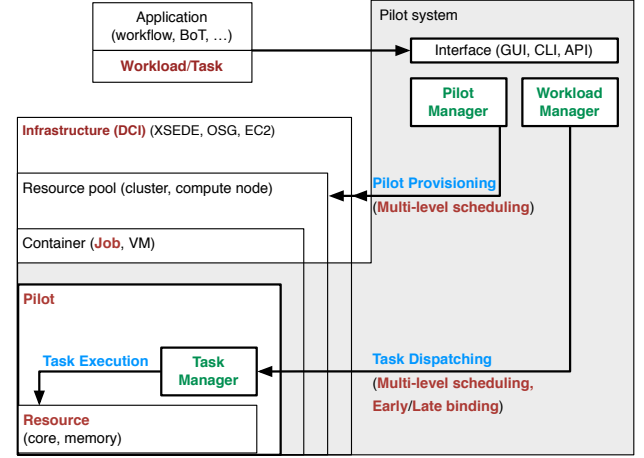 Application
(workflow, BoT, ...)
Workload/Task
Pilot system
Interface (GUI, CLI, API)
Pilot
Manager
Workload
Manager
Infrastructure (DCI) (XSEDE, OSG, EC2)
Resource pool (cluster, compute node)
Pilot Provisioning
(Multi-level scheduling)
Container (Job, VM)
Pilot
Task Execution
Task
Manager
Task Dispatching
(Multi-level scheduling,
Early/Late binding)
Resource
(core, memory)